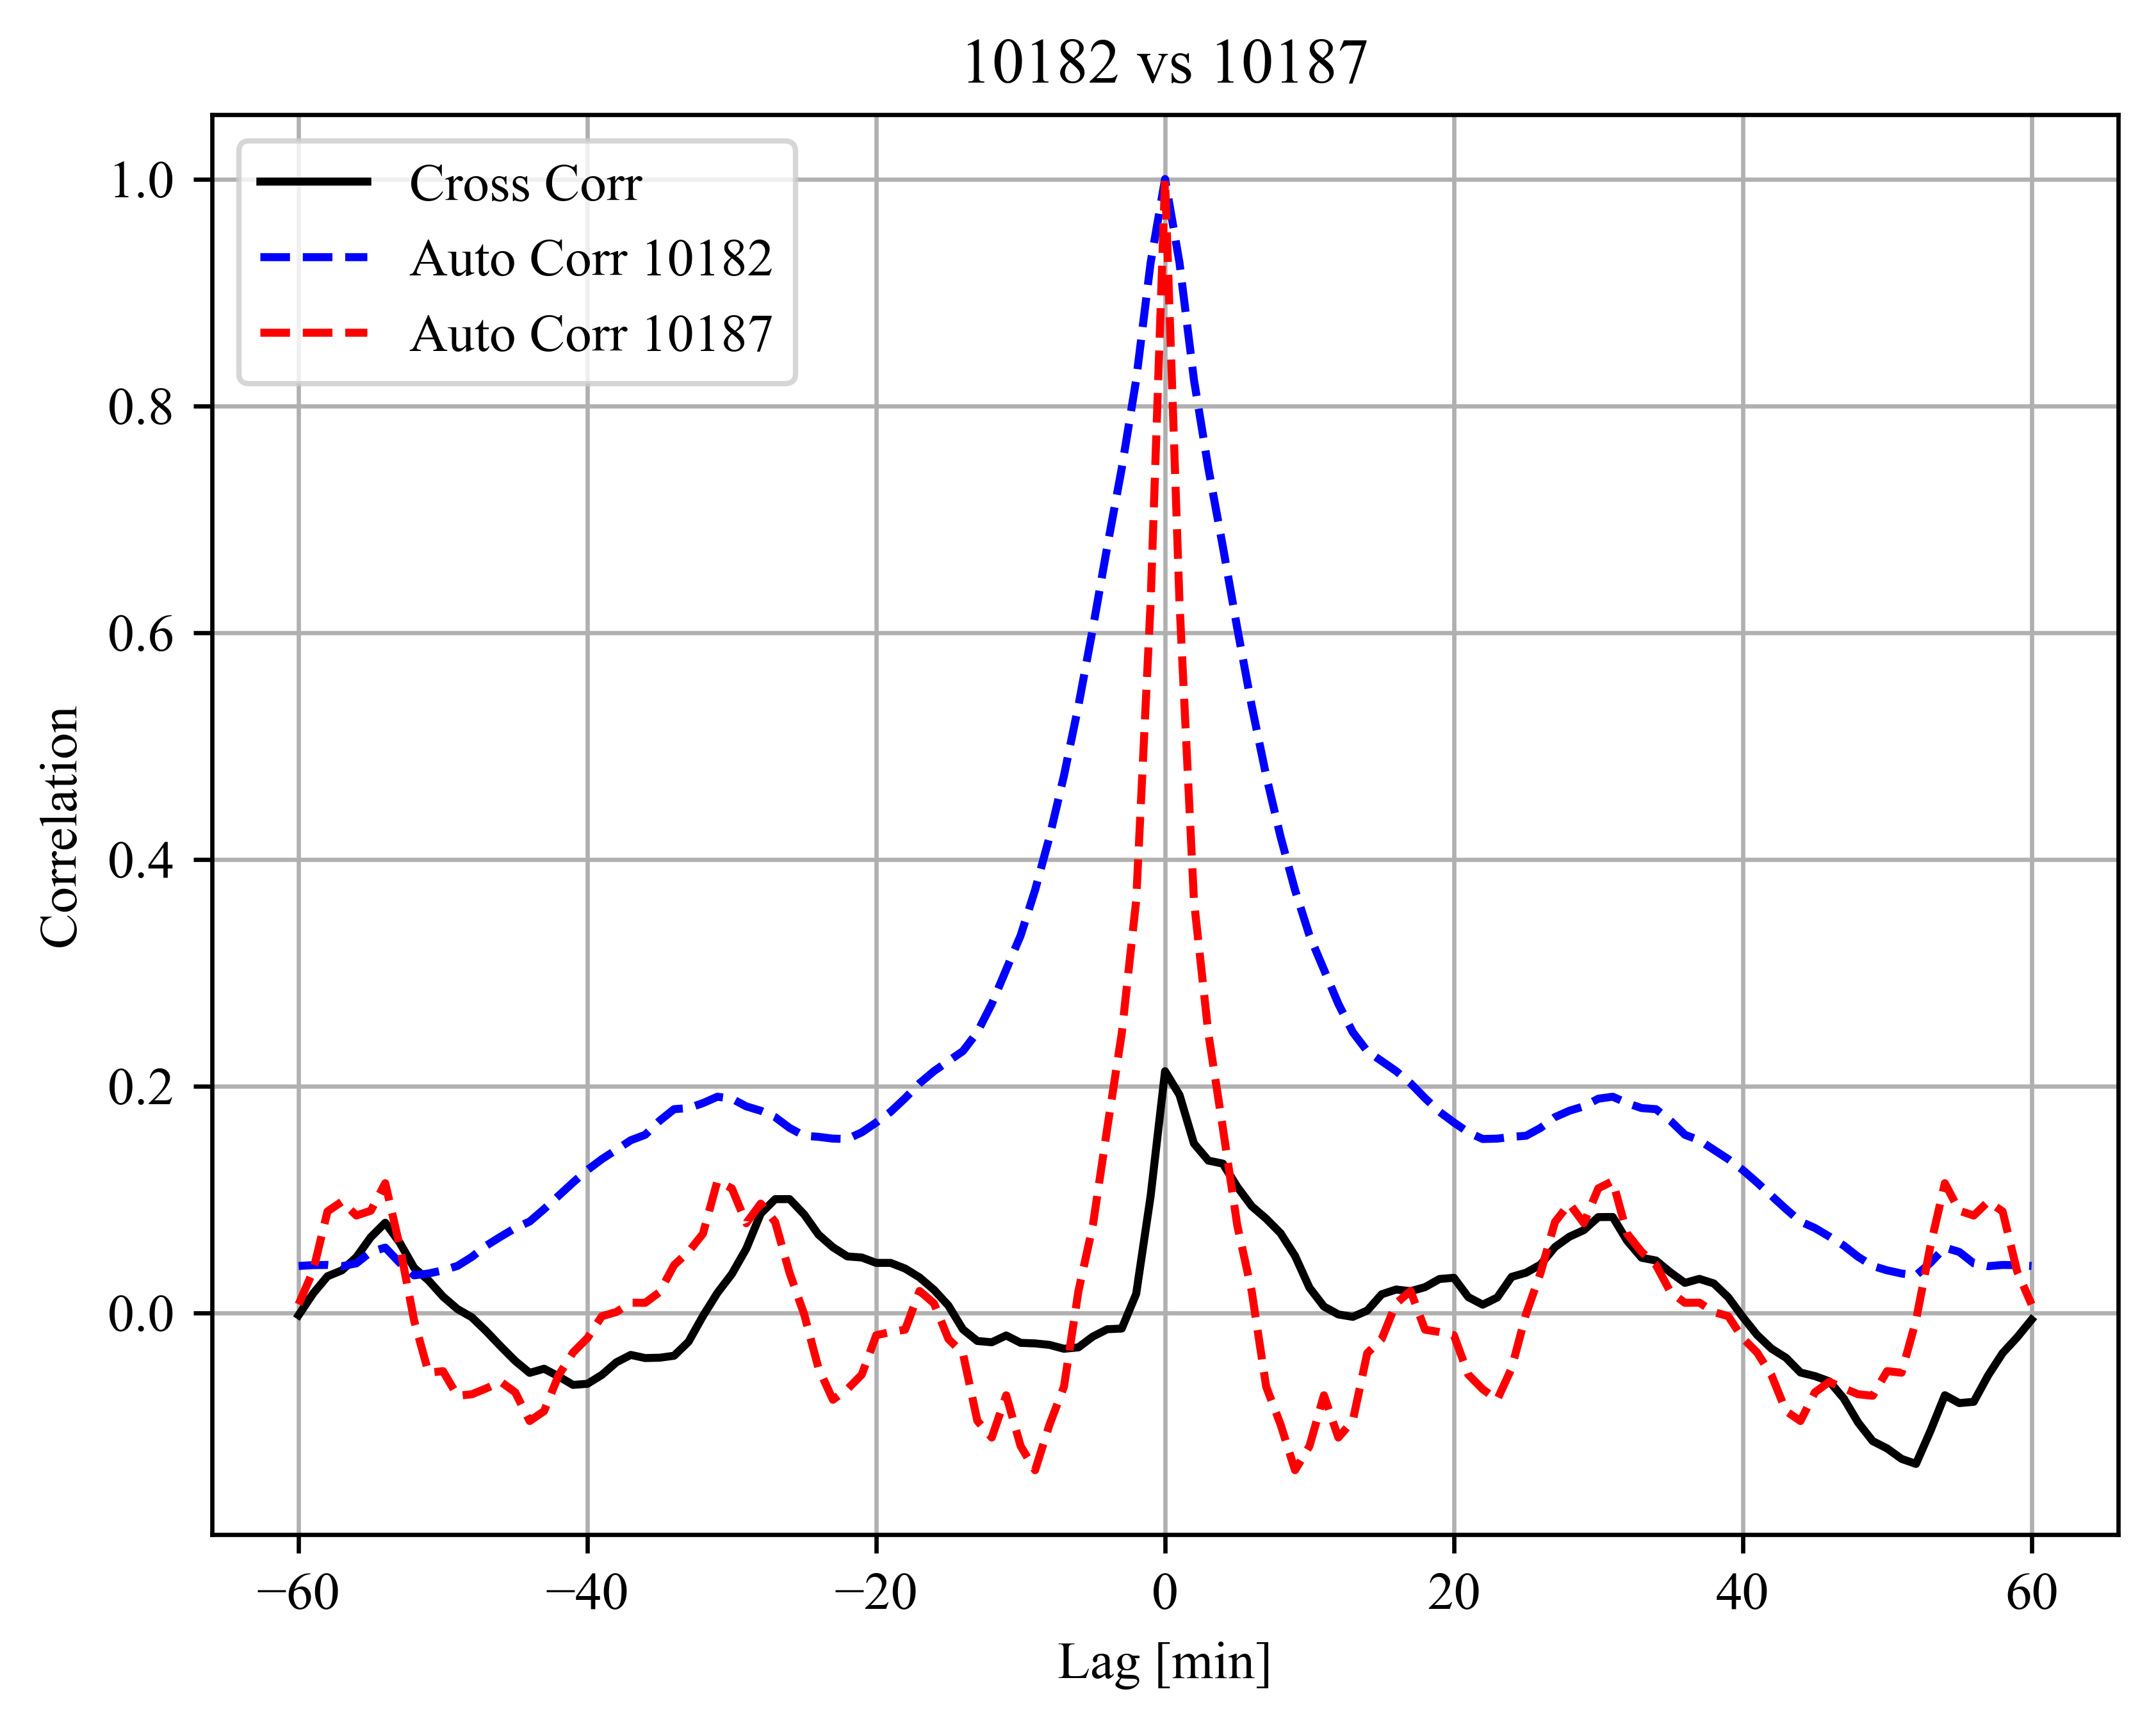 10182 vs 10187
Cross Corr
Auto Corr 10182
Auto Corr 10187
1.0
0.8
0.6
0.4
0.2
0.0
Correlation
−60 −40 −20 0 20 40 60
Lag [min]